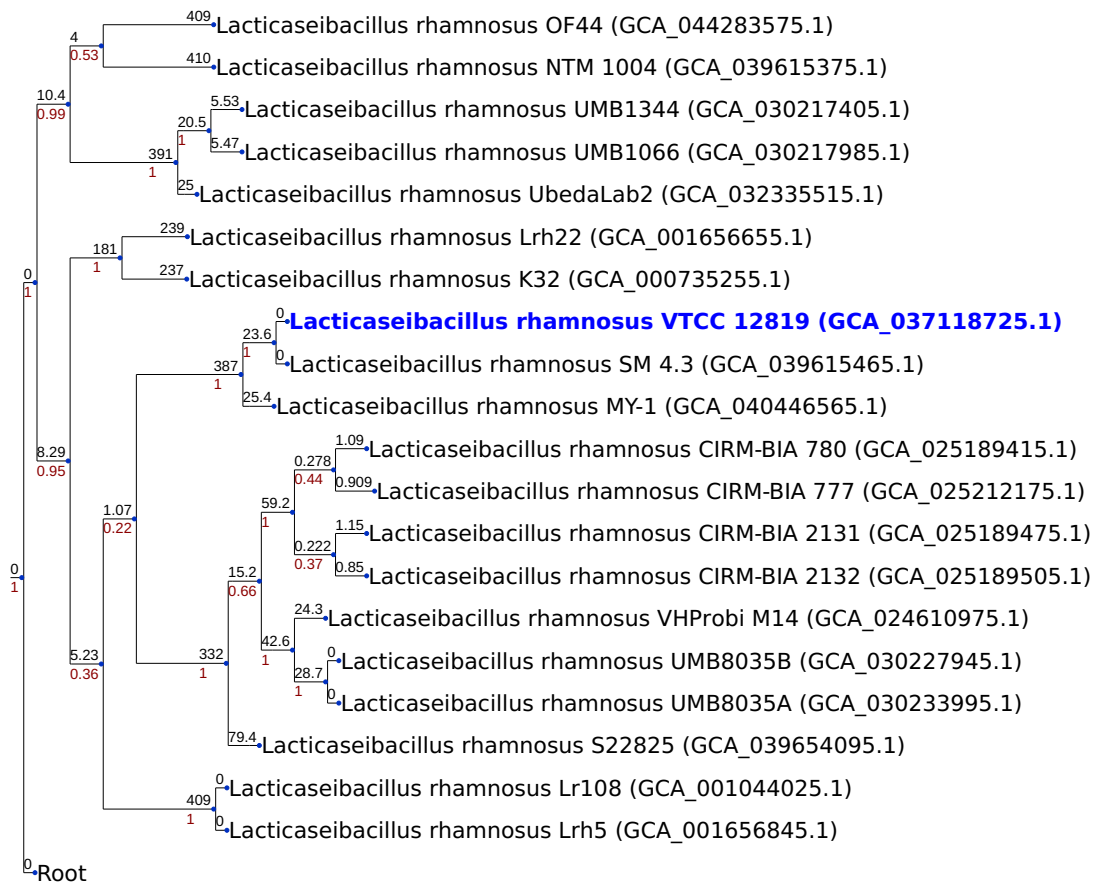 409
Lacticaseibacillus rhamnosus OF44 (GCA_044283575.1)
4
0.53
410
Lacticaseibacillus rhamnosus NTM 1004 (GCA_039615375.1)
10.4
0.99
5.53
Lacticaseibacillus rhamnosus UMB1344 (GCA_030217405.1)
20.5
1
5.47
Lacticaseibacillus rhamnosus UMB1066 (GCA_030217985.1)
391
1
25
Lacticaseibacillus rhamnosus UbedaLab2 (GCA_032335515.1)
239
Lacticaseibacillus rhamnosus Lrh22 (GCA_001656655.1)
181
1
237
Lacticaseibacillus rhamnosus K32 (GCA_000735255.1)
0
1
0
Lacticaseibacillus rhamnosus VTCC 12819 (GCA_037118725.1)
23.6
1
0
Lacticaseibacillus rhamnosus SM 4.3 (GCA_039615465.1)
387
1
25.4
Lacticaseibacillus rhamnosus MY-1 (GCA_040446565.1)
8.29
0.95
1.09
Lacticaseibacillus rhamnosus CIRM-BIA 780 (GCA_025189415.1)
0.278
0.44
0.909
Lacticaseibacillus rhamnosus CIRM-BIA 777 (GCA_025212175.1)
59.2
1
1.07
0.22
1.15
Lacticaseibacillus rhamnosus CIRM-BIA 2131 (GCA_025189475.1)
0.222
0.37
0.85
Lacticaseibacillus rhamnosus CIRM-BIA 2132 (GCA_025189505.1)
0
1
15.2
0.66
24.3
Lacticaseibacillus rhamnosus VHProbi M14 (GCA_024610975.1)
42.6
1
0
Lacticaseibacillus rhamnosus UMB8035B (GCA_030227945.1)
28.7
1
0
Lacticaseibacillus rhamnosus UMB8035A (GCA_030233995.1)
5.23
0.36
332
1
79.4
Lacticaseibacillus rhamnosus S22825 (GCA_039654095.1)
0
Lacticaseibacillus rhamnosus Lr108 (GCA_001044025.1)
409
1
0
Lacticaseibacillus rhamnosus Lrh5 (GCA_001656845.1)
0
Root